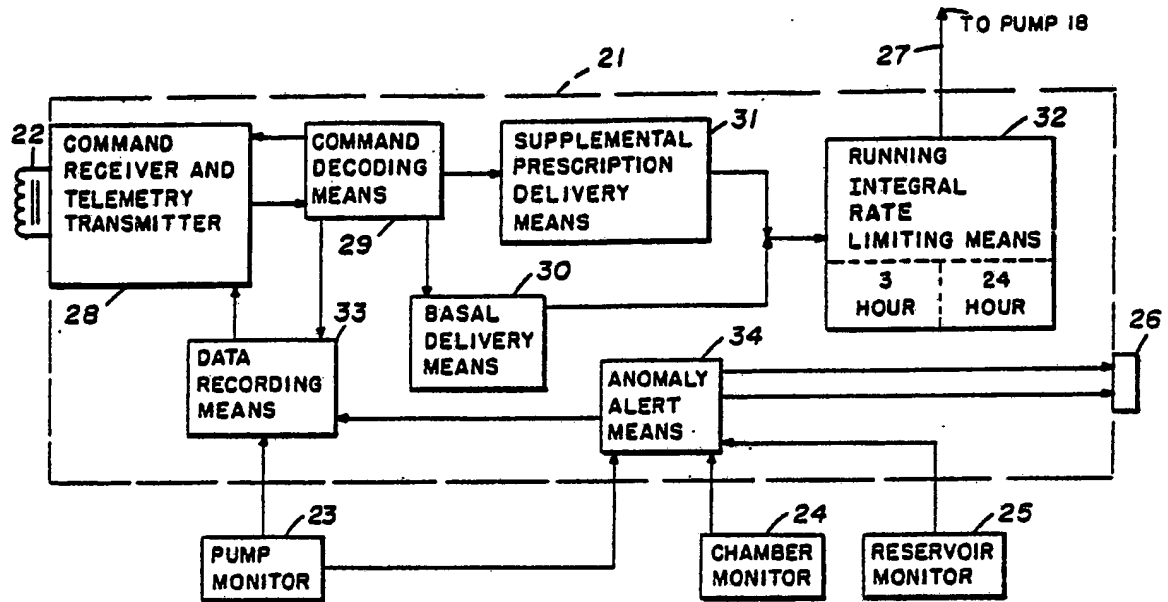 TO PUMP 18
27
21
22
COMMAND
RECEIVER AND
TELEMETRY
TRANSMITTER
28
COMMAND
DECODING
MEANS
29
SUPPLEMENTAL
PRESCRIPTION
DELIVERY
MEANS
31
32
RUNNING
INTEGRAL
RATE
LIMITING MEANS
3
HOUR
24
HOUR
30
BASAL
DELIVERY
MEANS
33
DATA
RECORDING
MEANS
34
ANOMALY
ALERT
MEANS
26
23
PUMP
MONITOR
24
CHAMBER
MONITOR
25
RESERVOIR
MONITOR